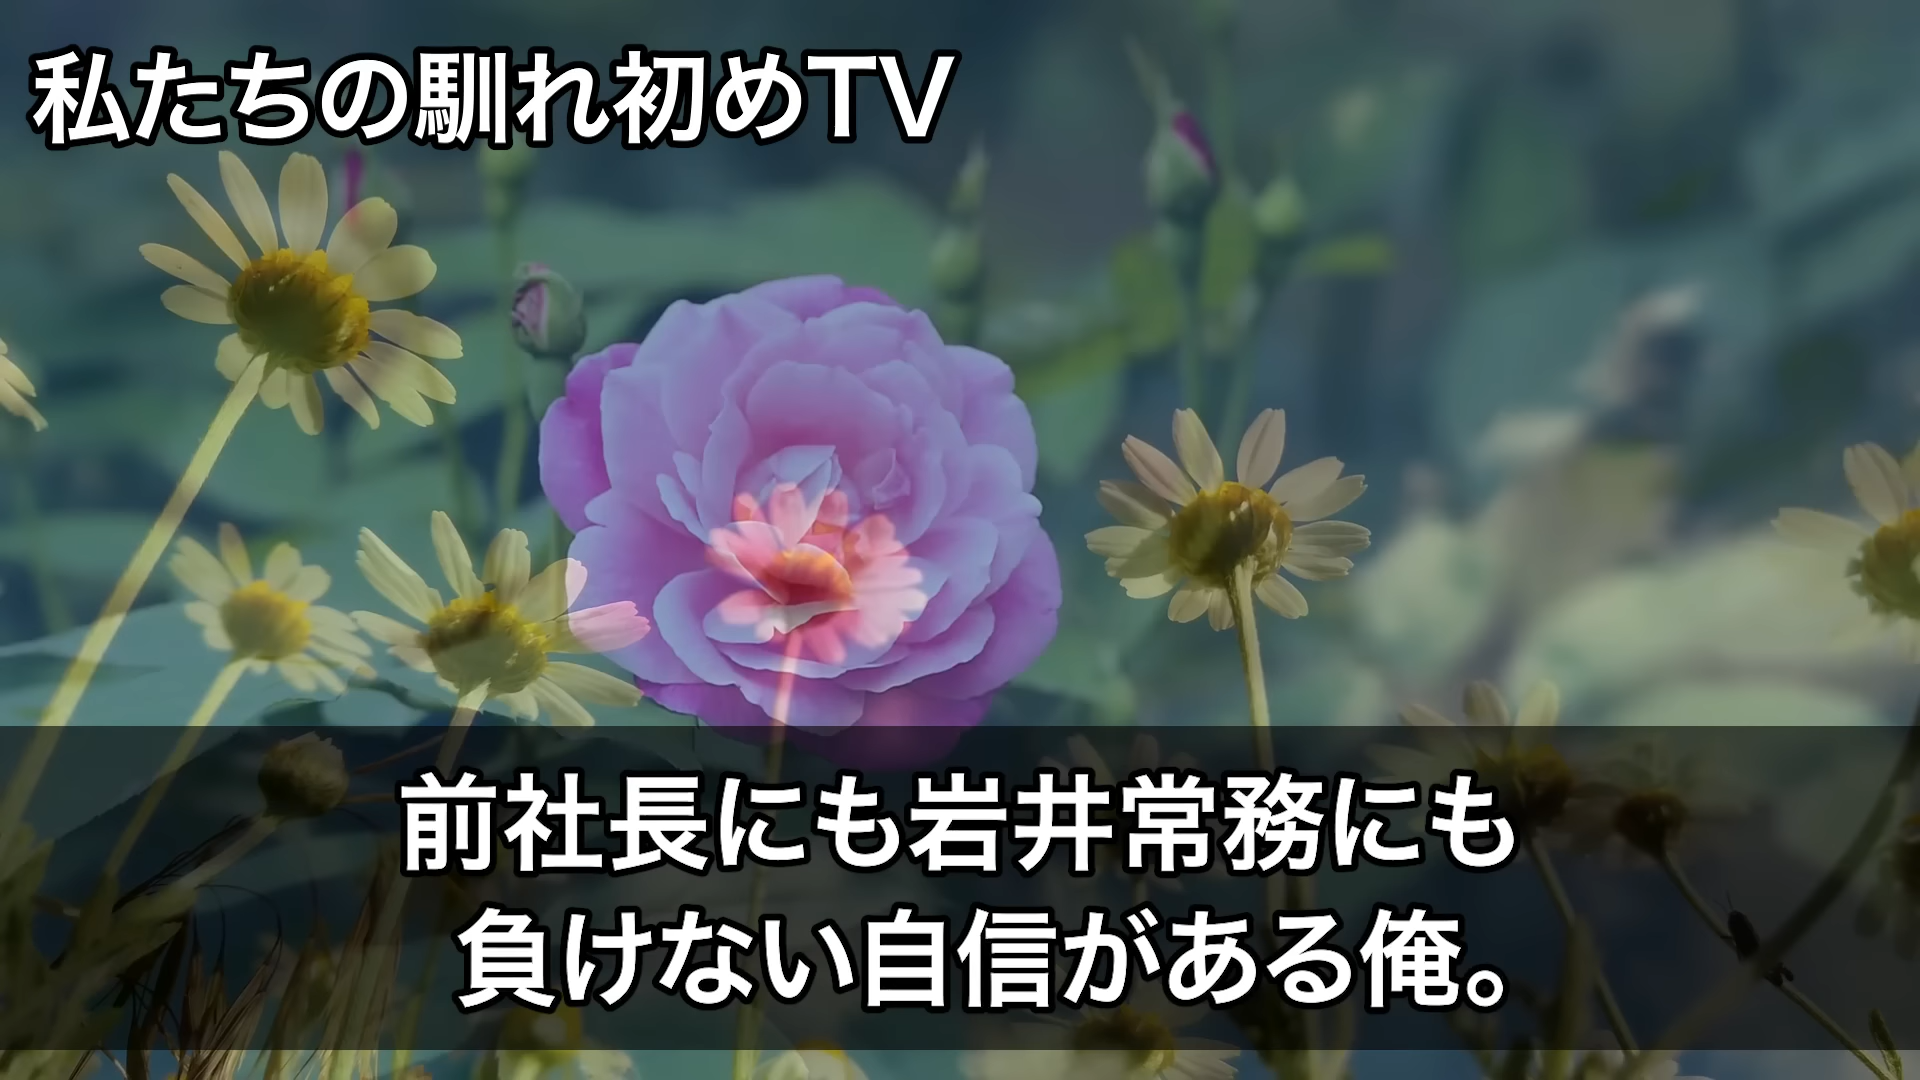 私たちの馴れ初めTV
前社長にも岩井常務にも
負けない自信がある俺。